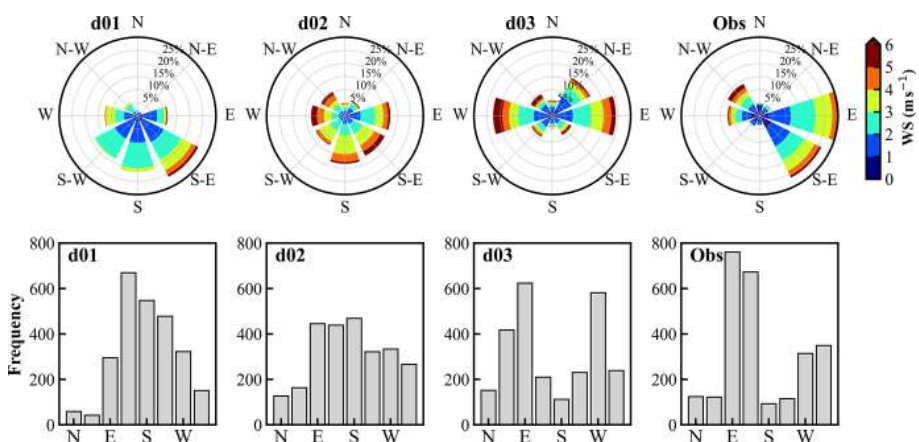 d01 N
N-W N-E
25%
20%
15%
10%
5%
W E
S-W S-E
S
d02 N
N-W N-E
25%
20%
15%
10%
5%
W E
S-W S-E
S
d03 N
N-W N-E
25%
20%
15%
10%
5%
W E
S-W S-E
S
Obs N
N-W N-E
25%
20%
15%
10%
5%
W E
S-W S-E
S
6
5
4
3
2
1
0
WS (ms⁻¹)
Frequency
800
600
400
200
0
d01
N E S W
800
600
400
200
0
d02
N E S W
800
600
400
200
0
d03
N E S W
800
600
400
200
0
Obs
N E S W